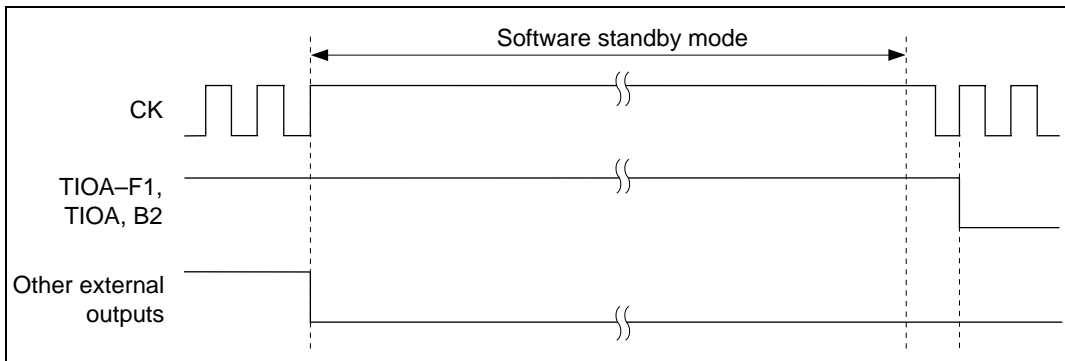 Software standby mode
CK
TIOA–F1,
TIOA, B2
Other external
outputs